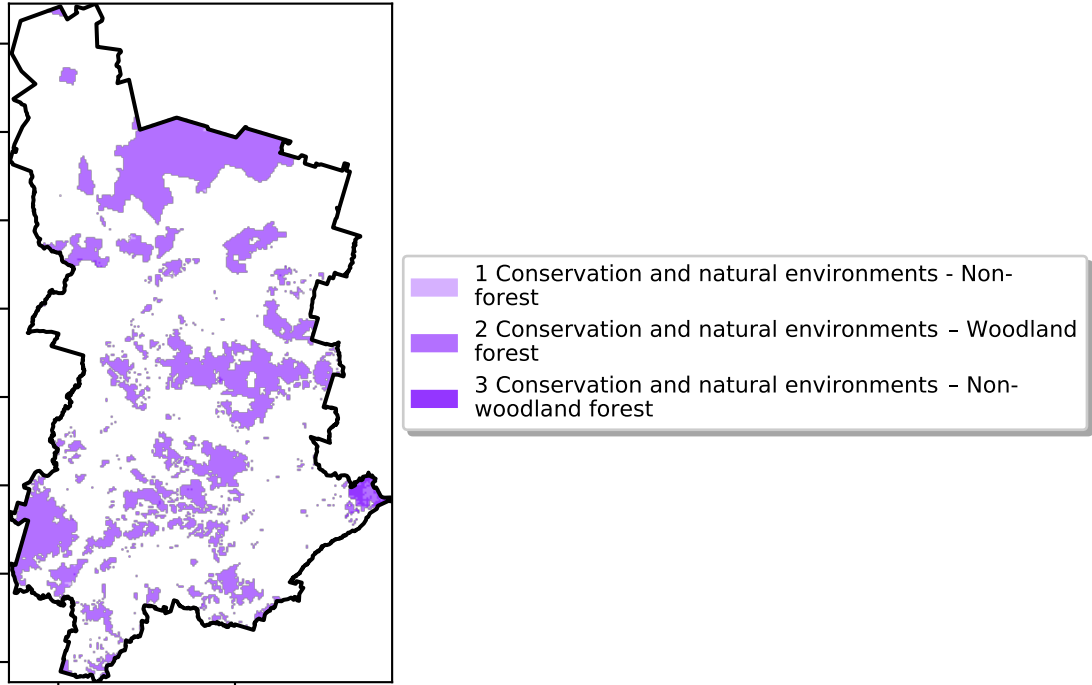 1 Conservation and natural environments - Non-
forest
2 Conservation and natural environments – Woodland
forest
3 Conservation and natural environments – Non-
woodland forest